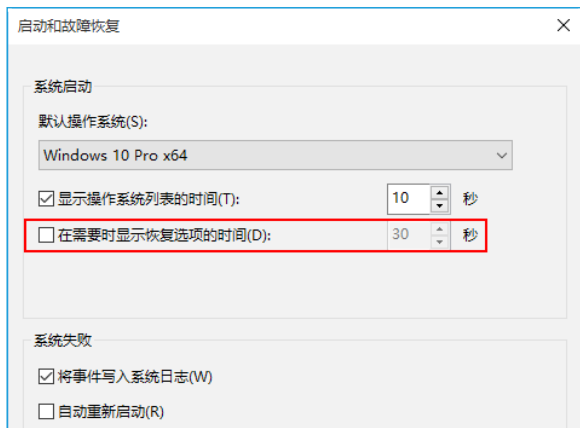 启动和故障恢复
系统启动
默认操作系统(S):
Windows 10 Pro x64
显示操作系统列表的时间(T): 10 秒
在需要时显示恢复选项的时间(D): 30 秒
系统失败
将事件写入系统日志(W)
自动重新启动(R)